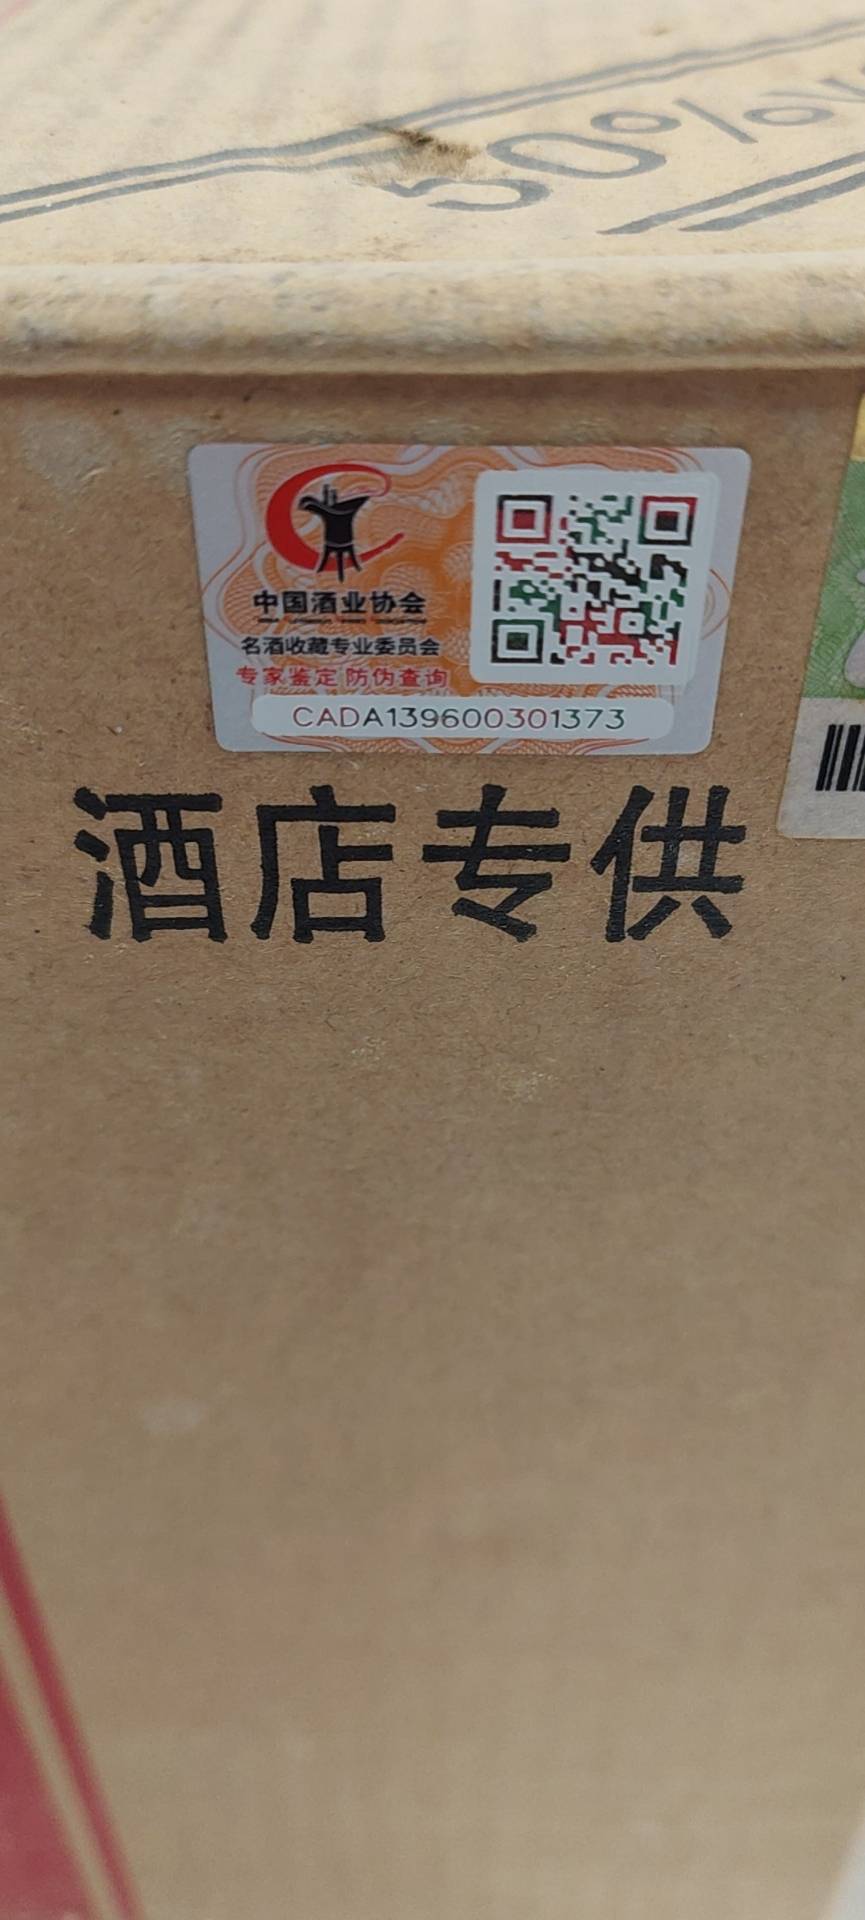 50%
中国酒业协会
名酒收藏专业委员会
专家鉴定 防伪查询
CADA139600301373
酒店专供